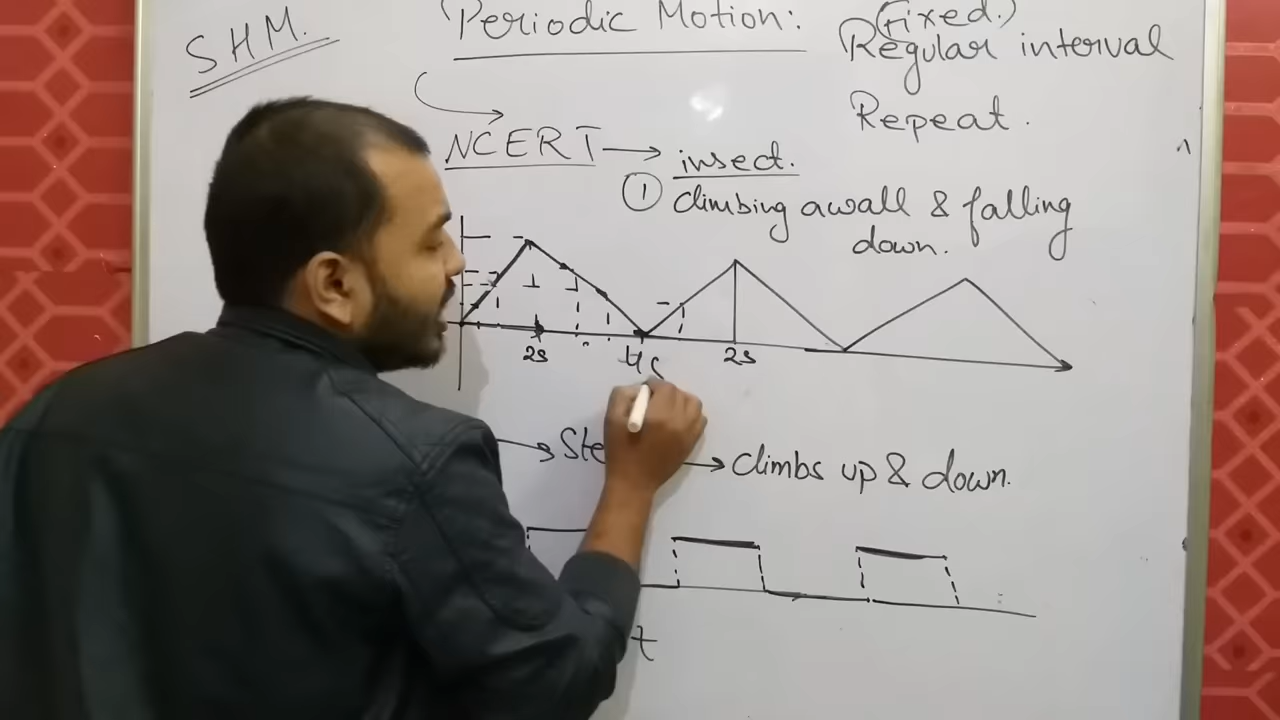 SHM.
Periodic Motion:
(fixed.)
Regular interval
Repeat.
NCERT → insect.
① Climbing a wall & falling
down.
2s 4s 2s
→ Climbs up & down.
t